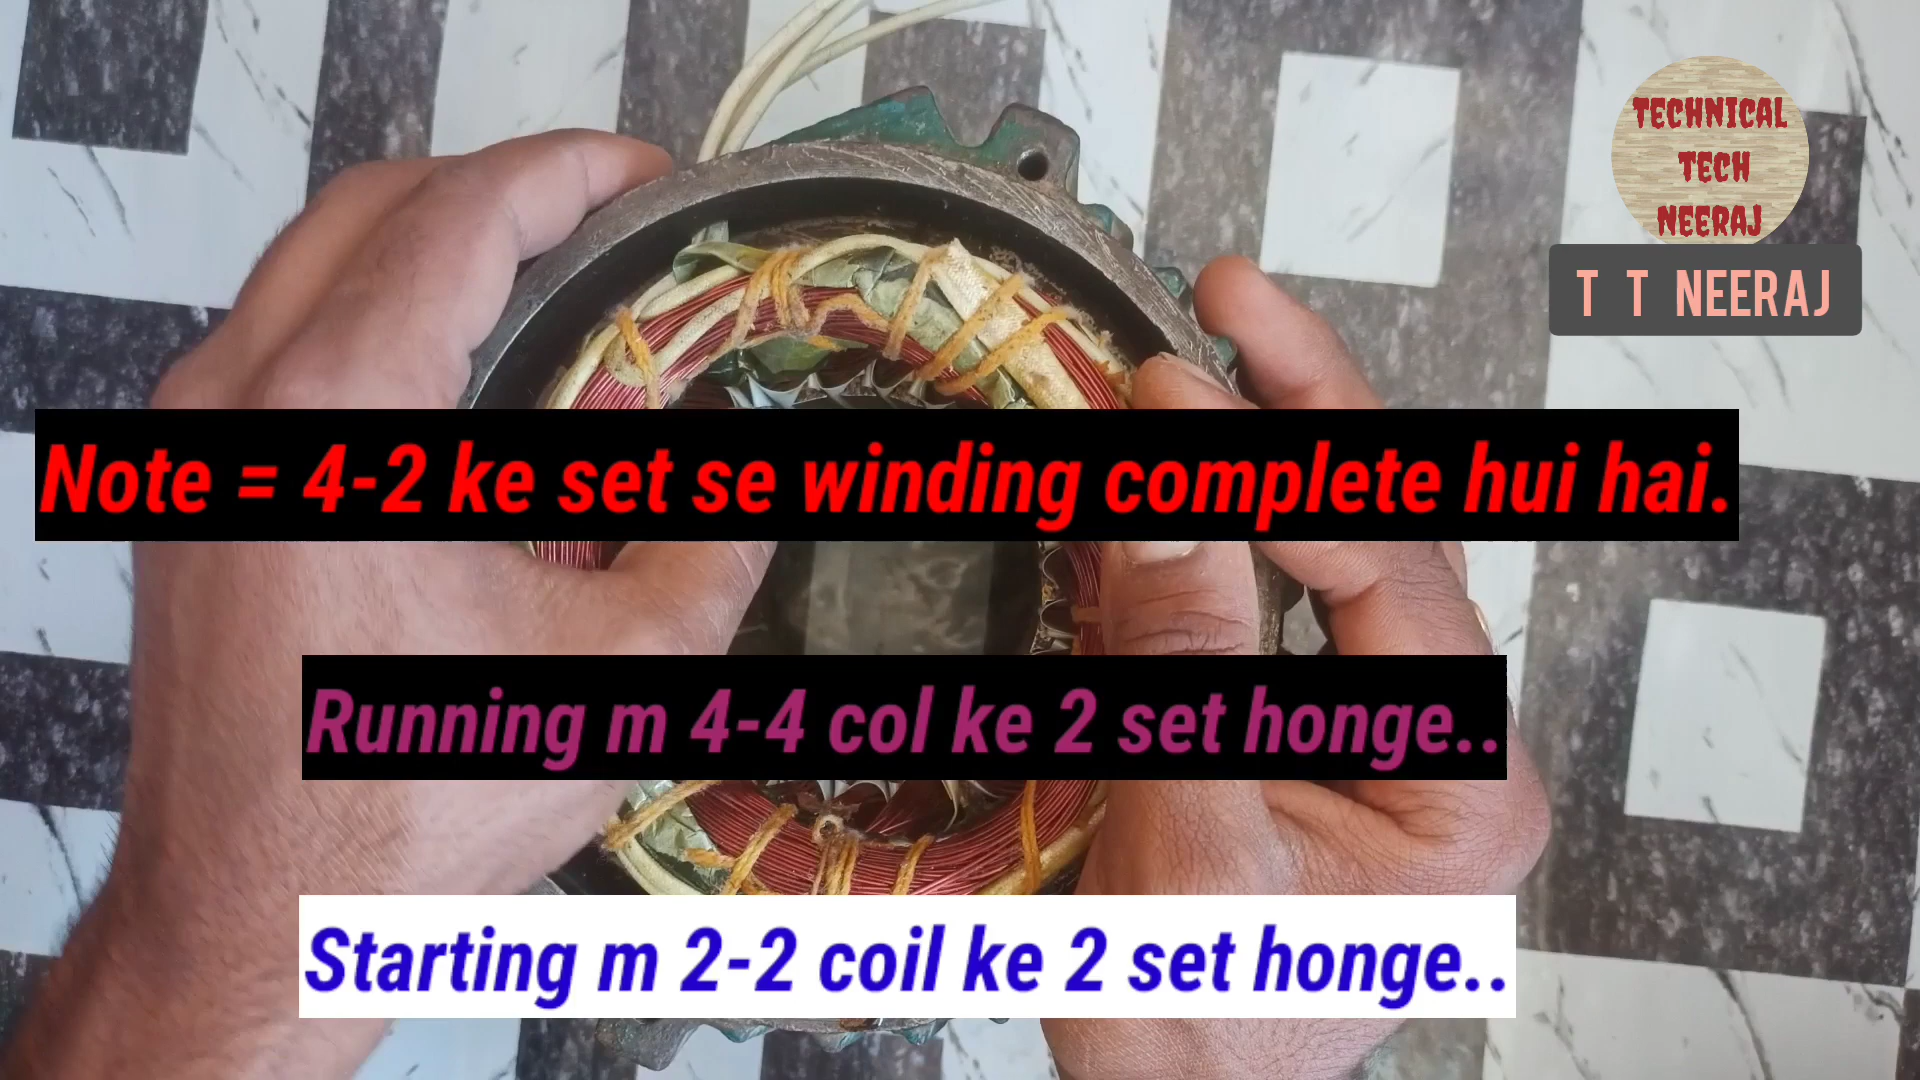 TECHNICAL
TECH
NEERAJ
T T NEERAJ
Note = 4-2 ke set se winding complete hui hai.
Running m 4-4 col ke 2 set honge..
Starting m 2-2 coil ke 2 set honge..